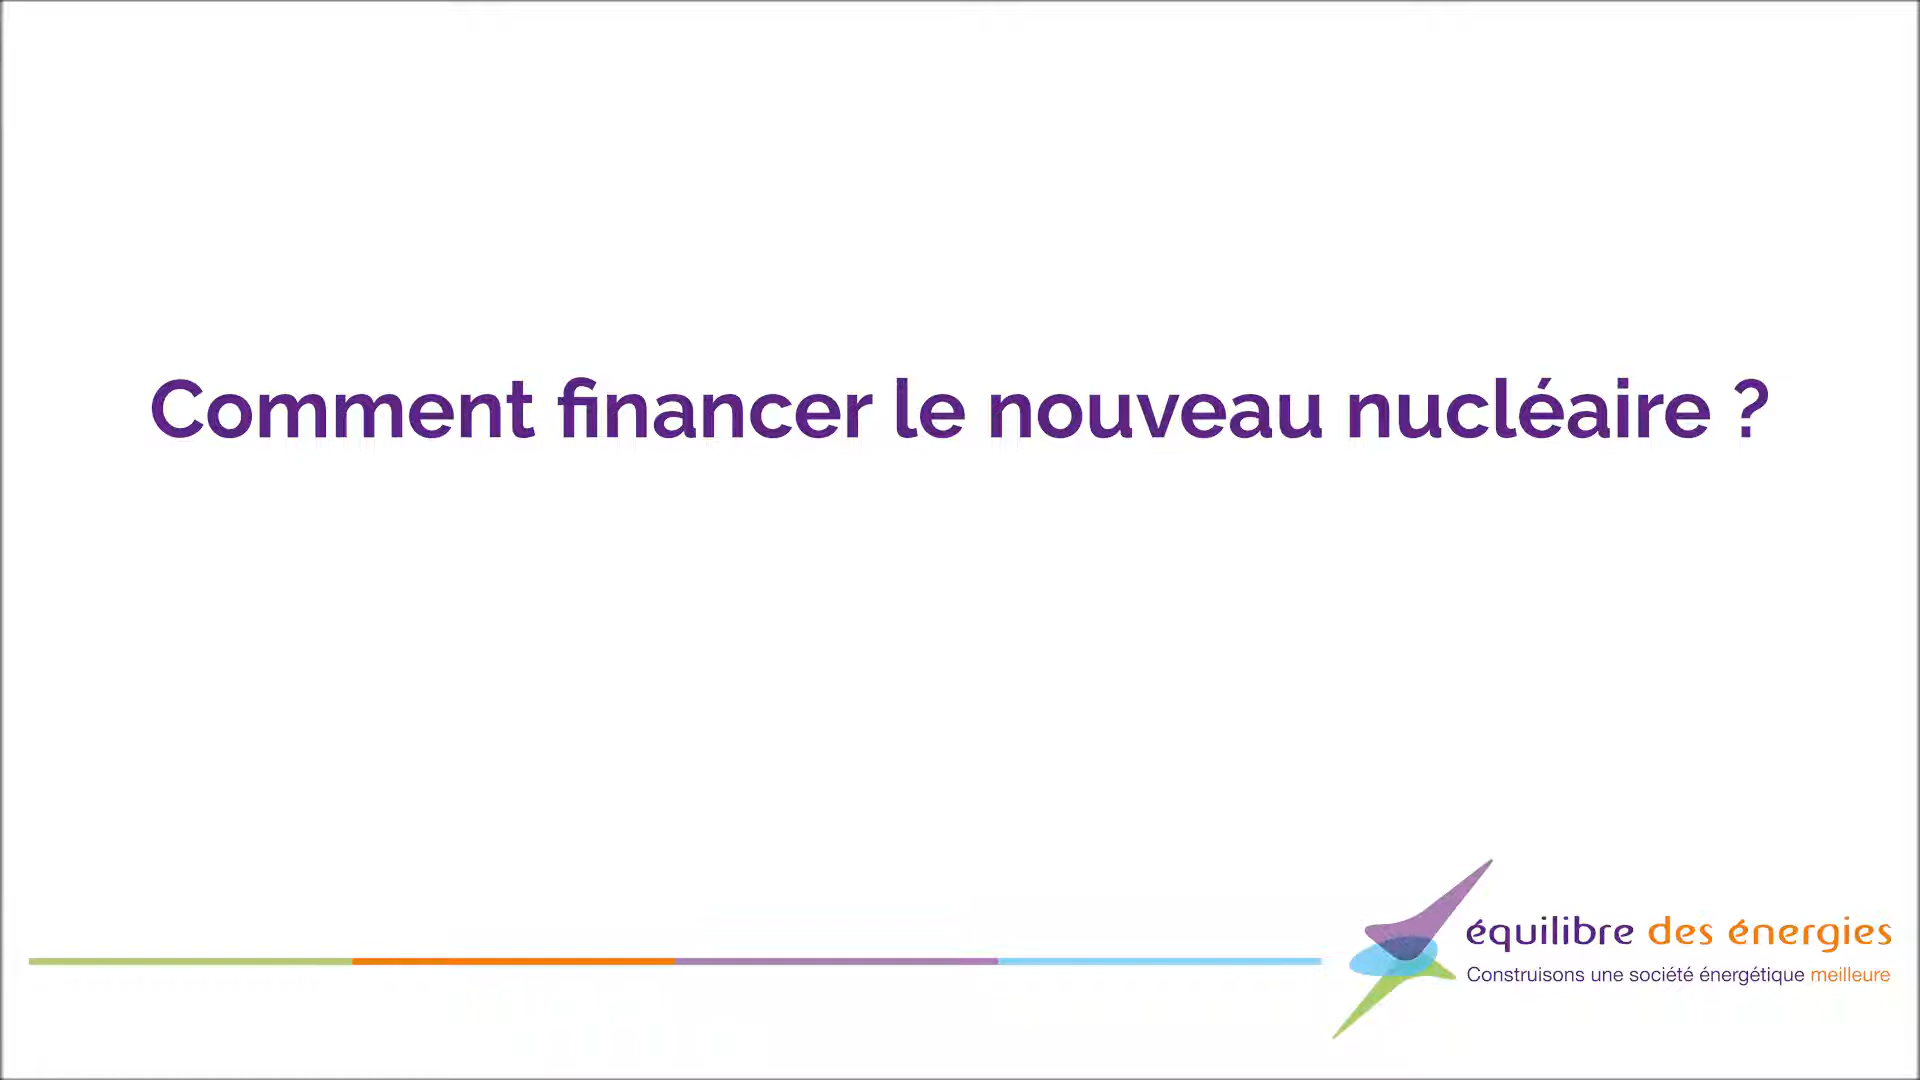 Comment financer le nouveau nucléaire ?
équilibre des énergies
Construisons une société énergétique meilleure